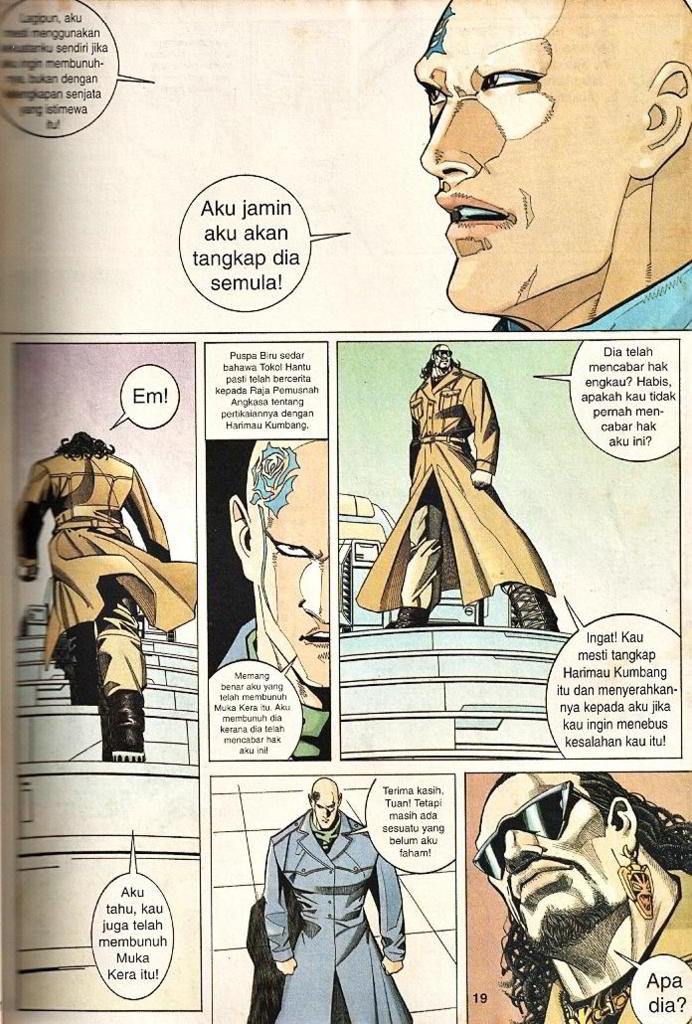 Lagipun, aku
mesti menggunakan
sendiri jika
ingin membunuh-
bukan dengan
senjata
yang istimewa
itu!
Aku jamin
aku akan
tangkap dia
semula!
Em!
Aku
tahu, kau
juga telah
membunuh
Muka
Kera itu!
Puspa Biru sedar
bahawa Tokol Hantu
pasti telah bercerita
kepada Raja Pemusnah
Angkasa tentang
pertikaiannya dengan
Harimau Kumbang.
Memang
benar aku yang
telah membunuh
Muka Kera itu. Aku
membunuh dia
kerana dia telah
mencabar hak
aku ini!
Dia telah
mencabar hak
engkau? Habis,
apakah kau tidak
pernah men-
cabar hak
aku ini?
Ingat! Kau
mesti tangkap
Harimau Kumbang
itu dan menyerahkan-
nya kepada aku jika
kau ingin menebus
kesalahan kau itu!
Terima kasih,
Tuan! Tetapi
masih ada
sesuatu yang
belum aku
faham!
Apa
dia?
19